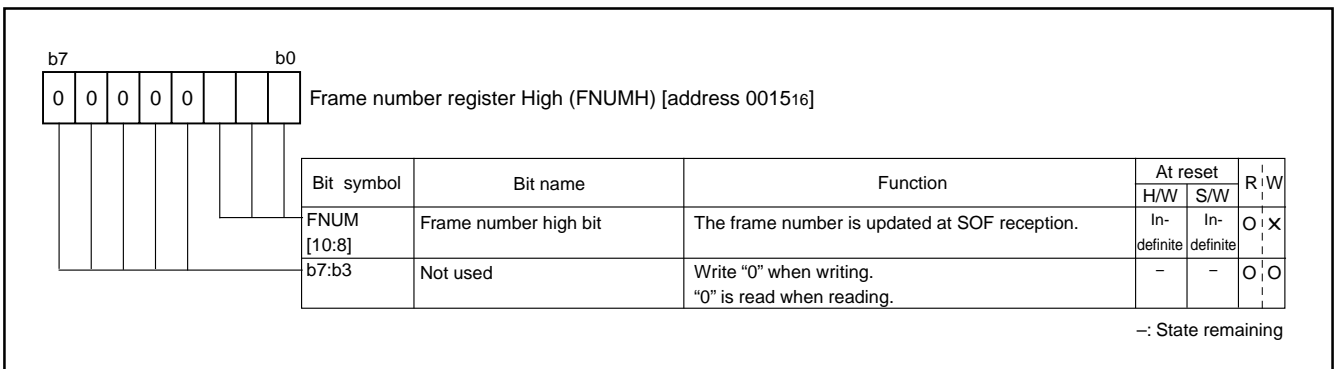 b7 b0
0 0 0 0 0 Frame number register High (FNUMH) [address 001516]
Bit symbol Bit name Function At reset R W
H/W S/W
FNUM Frame number high bit The frame number is updated at SOF reception. In- In- O ✕
[10:8] definite definite
b7:b3 Not used Write “0” when writing. – – O O
“0” is read when reading.
–: State remaining